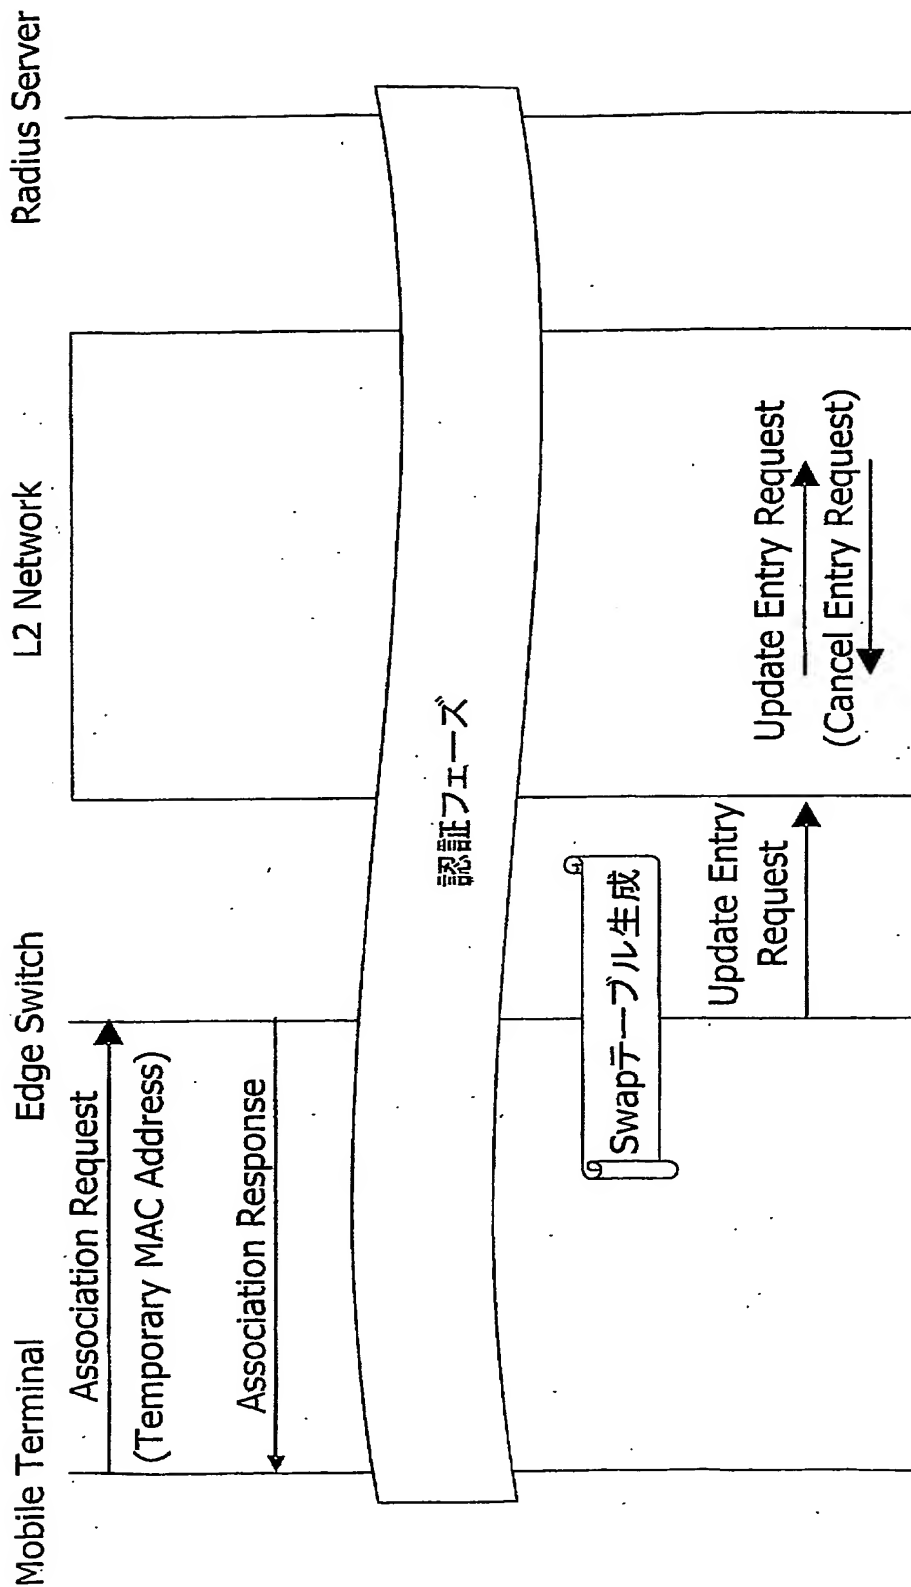 Mobile Terminal
Edge Switch
L2 Network
Radius Server
Association Request
(Temporary MAC Address)
Association Response
認証フェーズ
Swapテーブル生成
Update Entry
Request
Update Entry Request
(Cancel Entry Request)